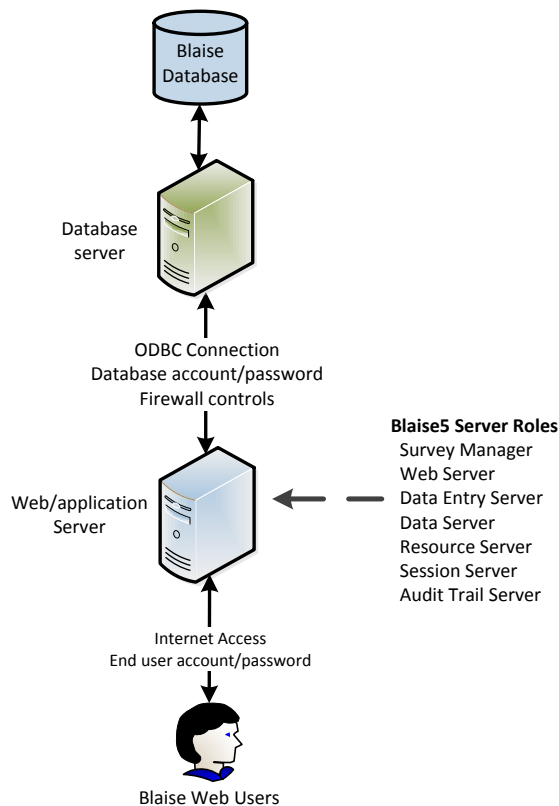 Blaise
Database
Database
server
ODBC Connection
Database account/password
Firewall controls
Blaise5 Server Roles
Survey Manager
Web Server
Data Entry Server
Data Server
Resource Server
Session Server
Audit Trail Server
Web/application
Server
Internet Access
End user account/password
Blaise Web Users